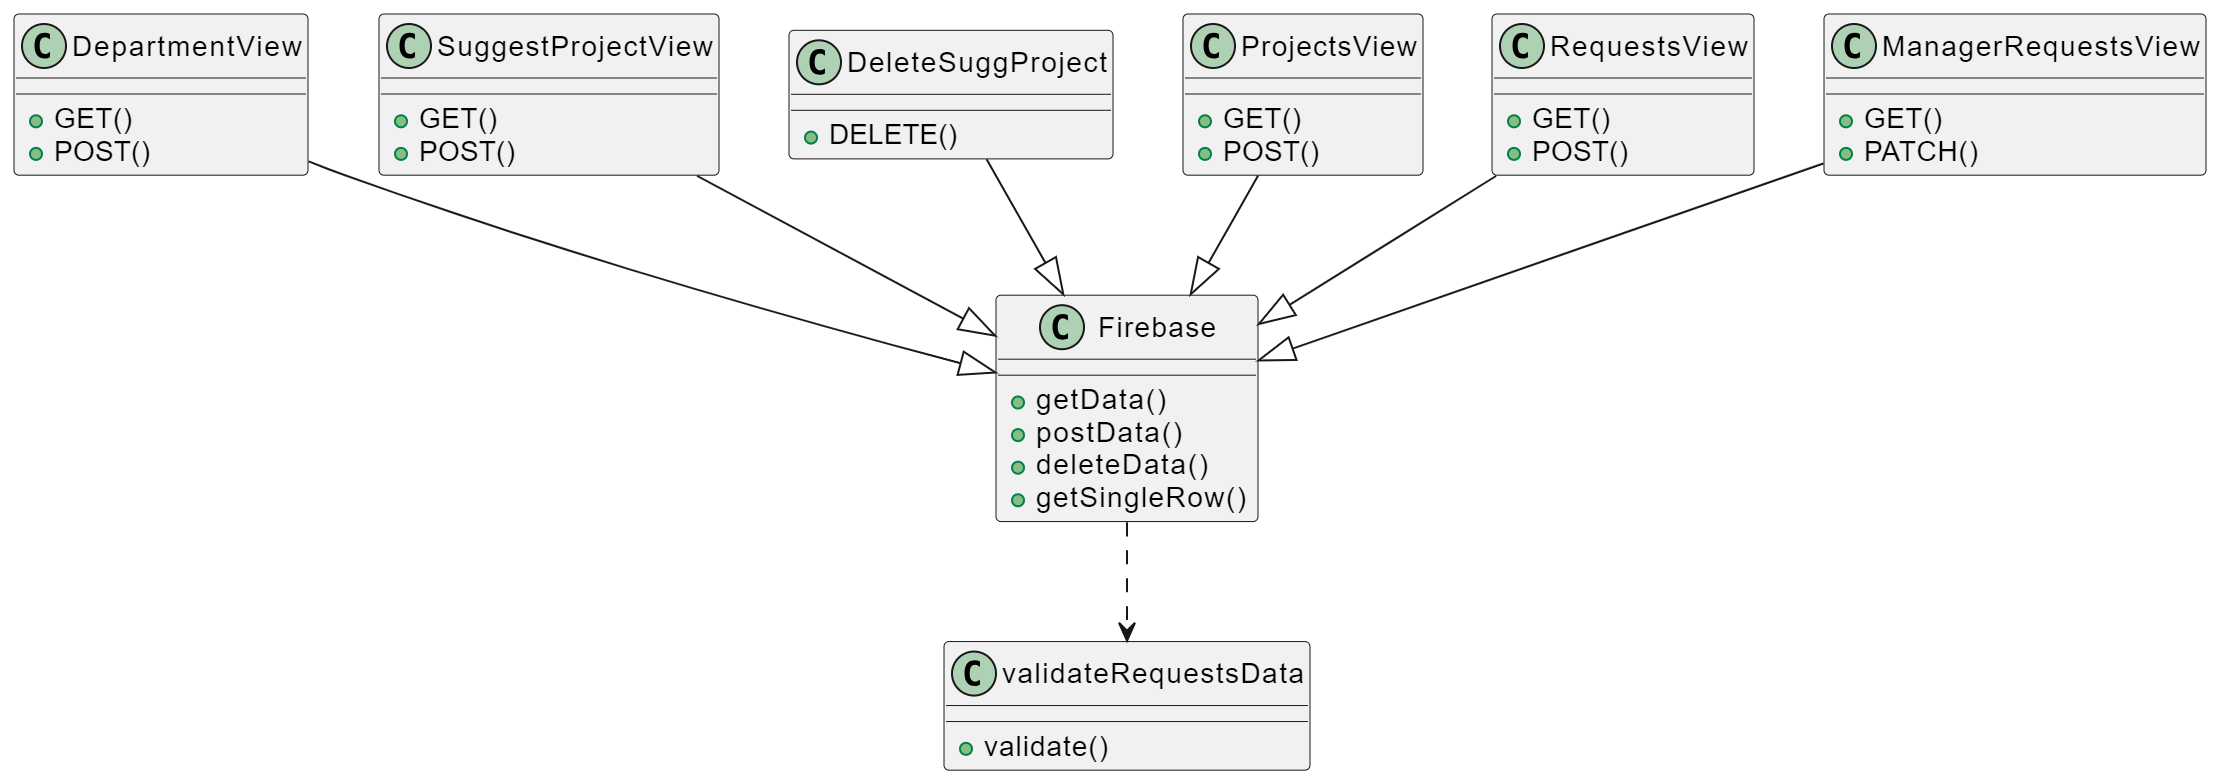 C DepartmentView
GET()
POST()
C SuggestProjectView
GET()
POST()
C DeleteSuggProject
DELETE()
C ProjectsView
GET()
POST()
C RequestsView
GET()
POST()
C ManagerRequestsView
GET()
PATCH()
C Firebase
getData()
postData()
deleteData()
getSingleRow()
C validateRequestsData
validate()